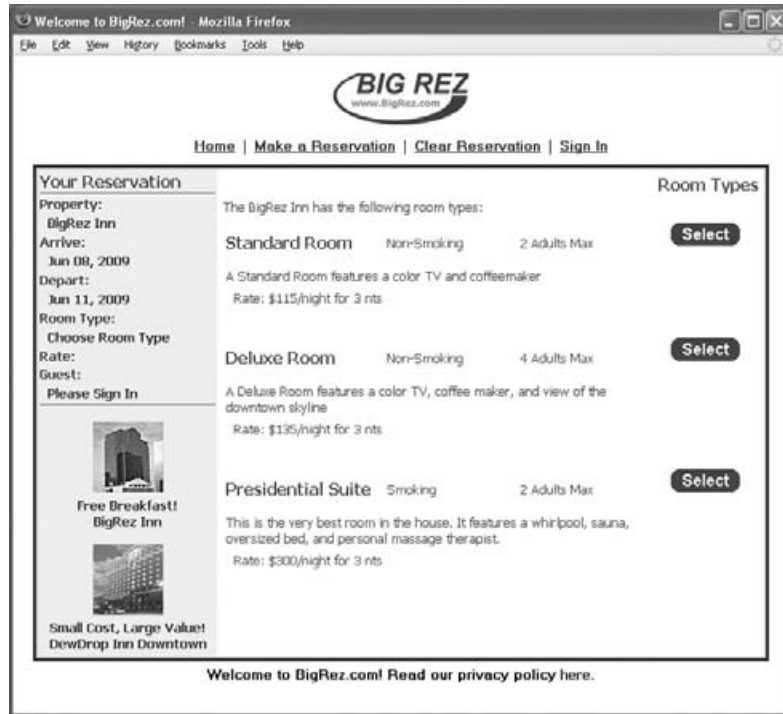 Welcome to BigRez.com! - Mozilla Firefox
File Edit View History Bookmarks Tools Help
BIG REZ
www.BigRez.com
Home | Make a Reservation | Clear Reservation | Sign In
Your Reservation
Property:
BigRez Inn
Arrive:
Jun 08, 2009
Depart:
Jun 11, 2009
Room Type:
Choose Room Type
Rate:
Guest:
Please Sign In
Free Breakfast!
BigRez Inn
Small Cost, Large Value!
DewDrop Inn Downtown
Room Types
The BigRez Inn has the following room types:
Standard Room Non-Smoking 2 Adults Max Select
A Standard Room features a color TV and coffeemaker
Rate: $115/night for 3 nts
Deluxe Room Non-Smoking 4 Adults Max Select
A Deluxe Room features a color TV, coffee maker, and view of the
downtown skyline
Rate: $135/night for 3 nts
Presidential Suite Smoking 2 Adults Max Select
This is the very best room in the house. It features a whirlpool, sauna,
oversized bed, and personal massage therapist.
Rate: $300/night for 3 nts
Welcome to BigRez.com! Read our privacy policy here.